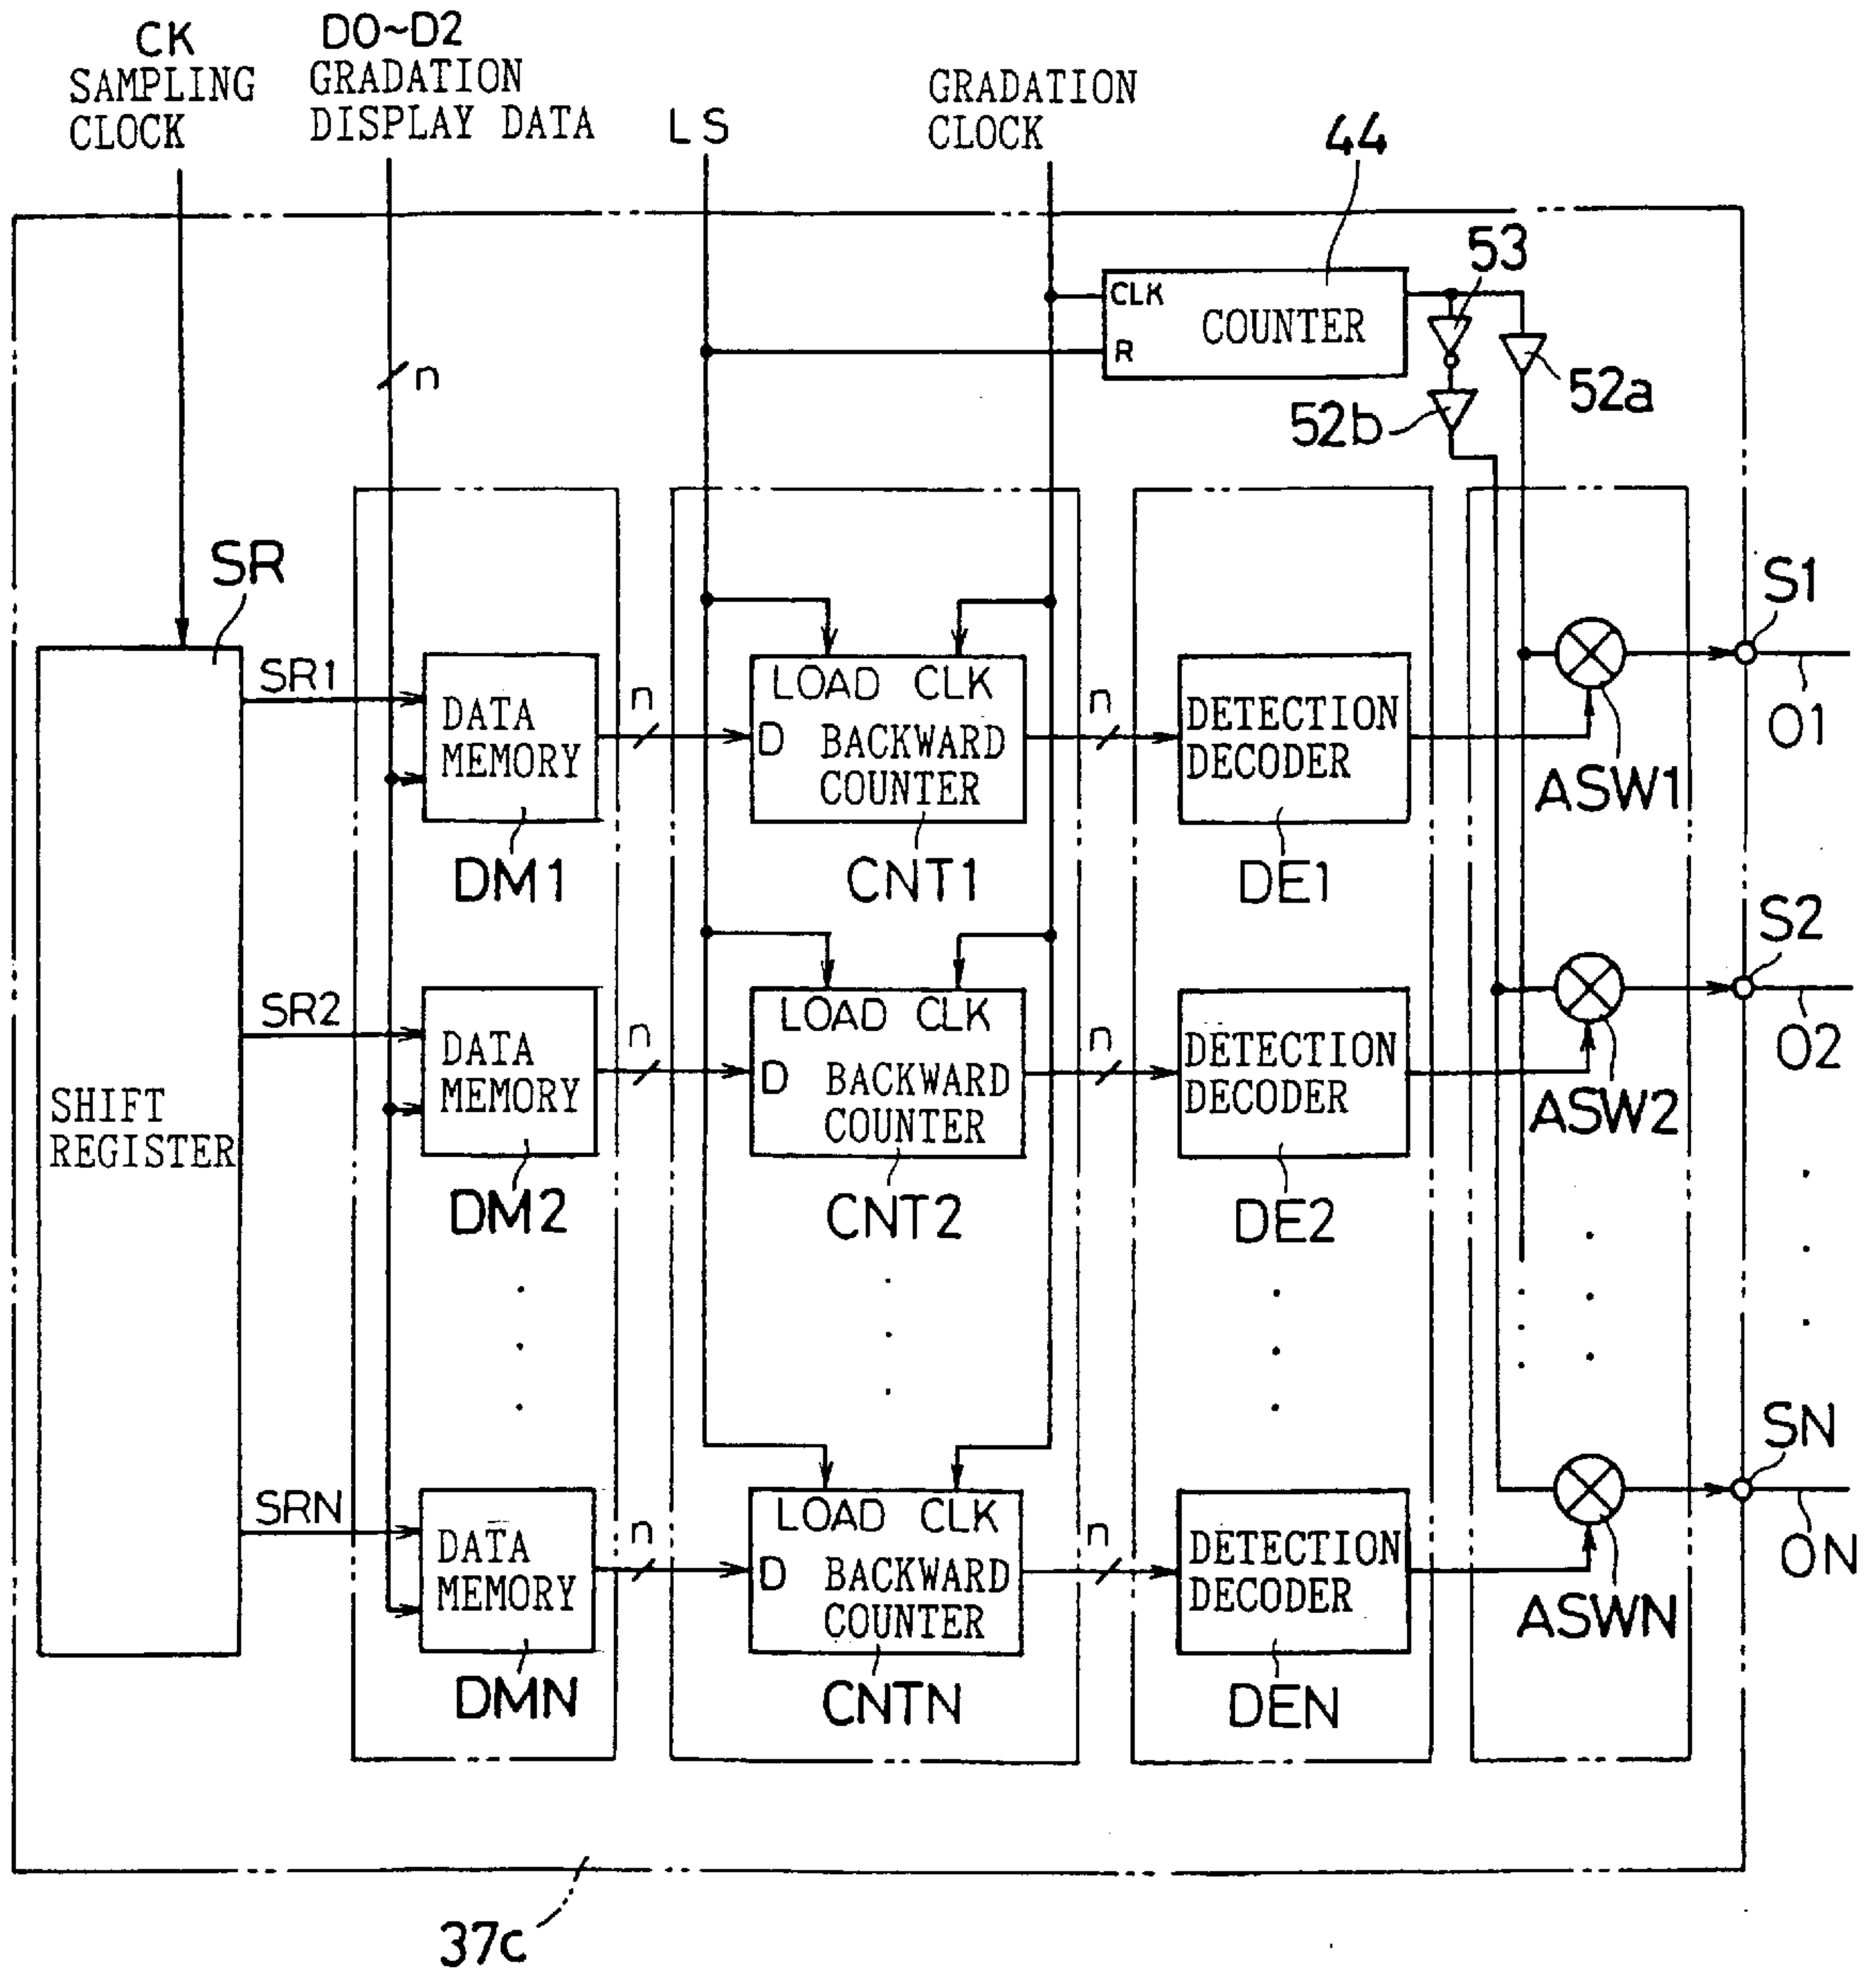 CK
SAMPLING
CLOCK
D0~D2
GRADATION
DISPLAY DATA
LS
GRADATION
CLOCK
44
53
CLK
COUNTER
R
n
52a
52b
SR
S1
SR1
DATA
MEMORY
n
LOAD CLK
D BACKWARD
COUNTER
n
DETECTION
DECODER
O1
ASW1
DM1
CNT1
DE1
S2
SR2
DATA
MEMORY
n
LOAD CLK
D BACKWARD
COUNTER
n
DETECTION
DECODER
O2
ASW2
SHIFT
REGISTER
DM2
CNT2
DE2
SN
SRN
DATA
MEMORY
n
LOAD CLK
D BACKWARD
COUNTER
n
DETECTION
DECODER
ON
ASWN
DMN
CNTN
DEN
37c